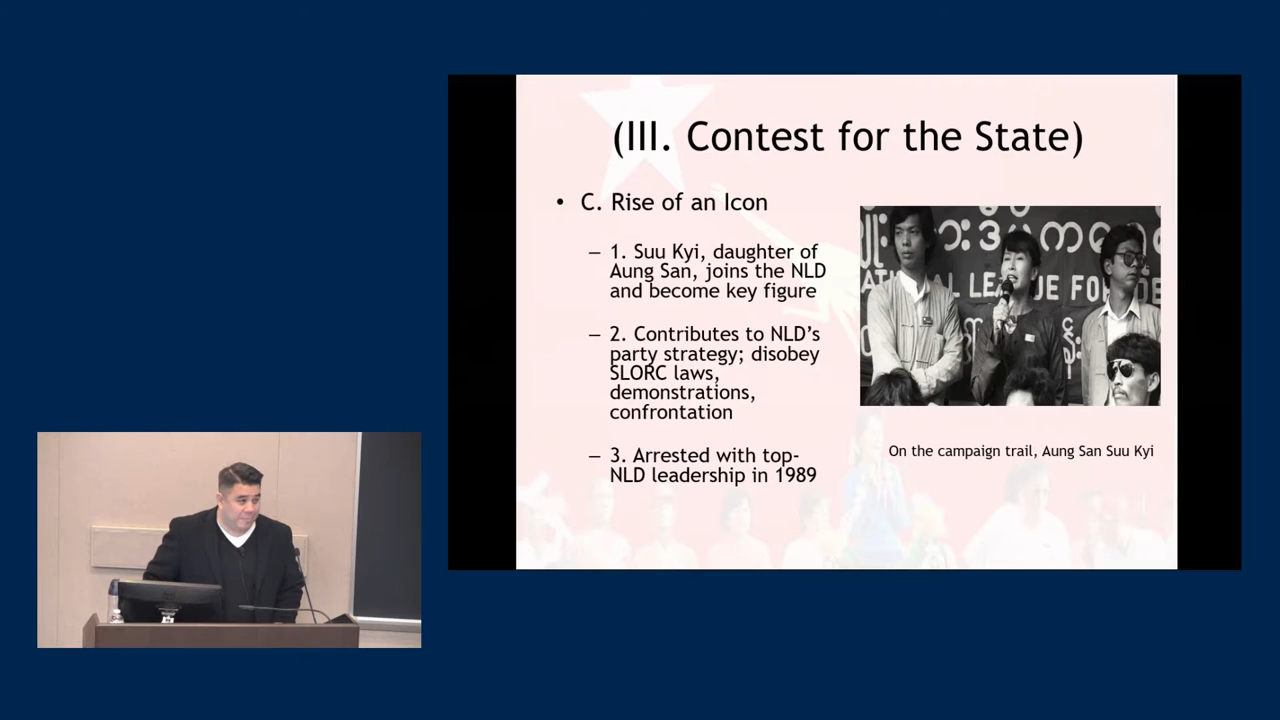 (III. Contest for the State)
• C. Rise of an Icon
– 1. Suu Kyi, daughter of
Aung San, joins the NLD
and become key figure
– 2. Contributes to NLD’s
party strategy; disobey
SLORC laws,
demonstrations,
confrontation
– 3. Arrested with top-
NLD leadership in 1989
LEA UE FO DE
On the campaign trail, Aung San Suu Kyi